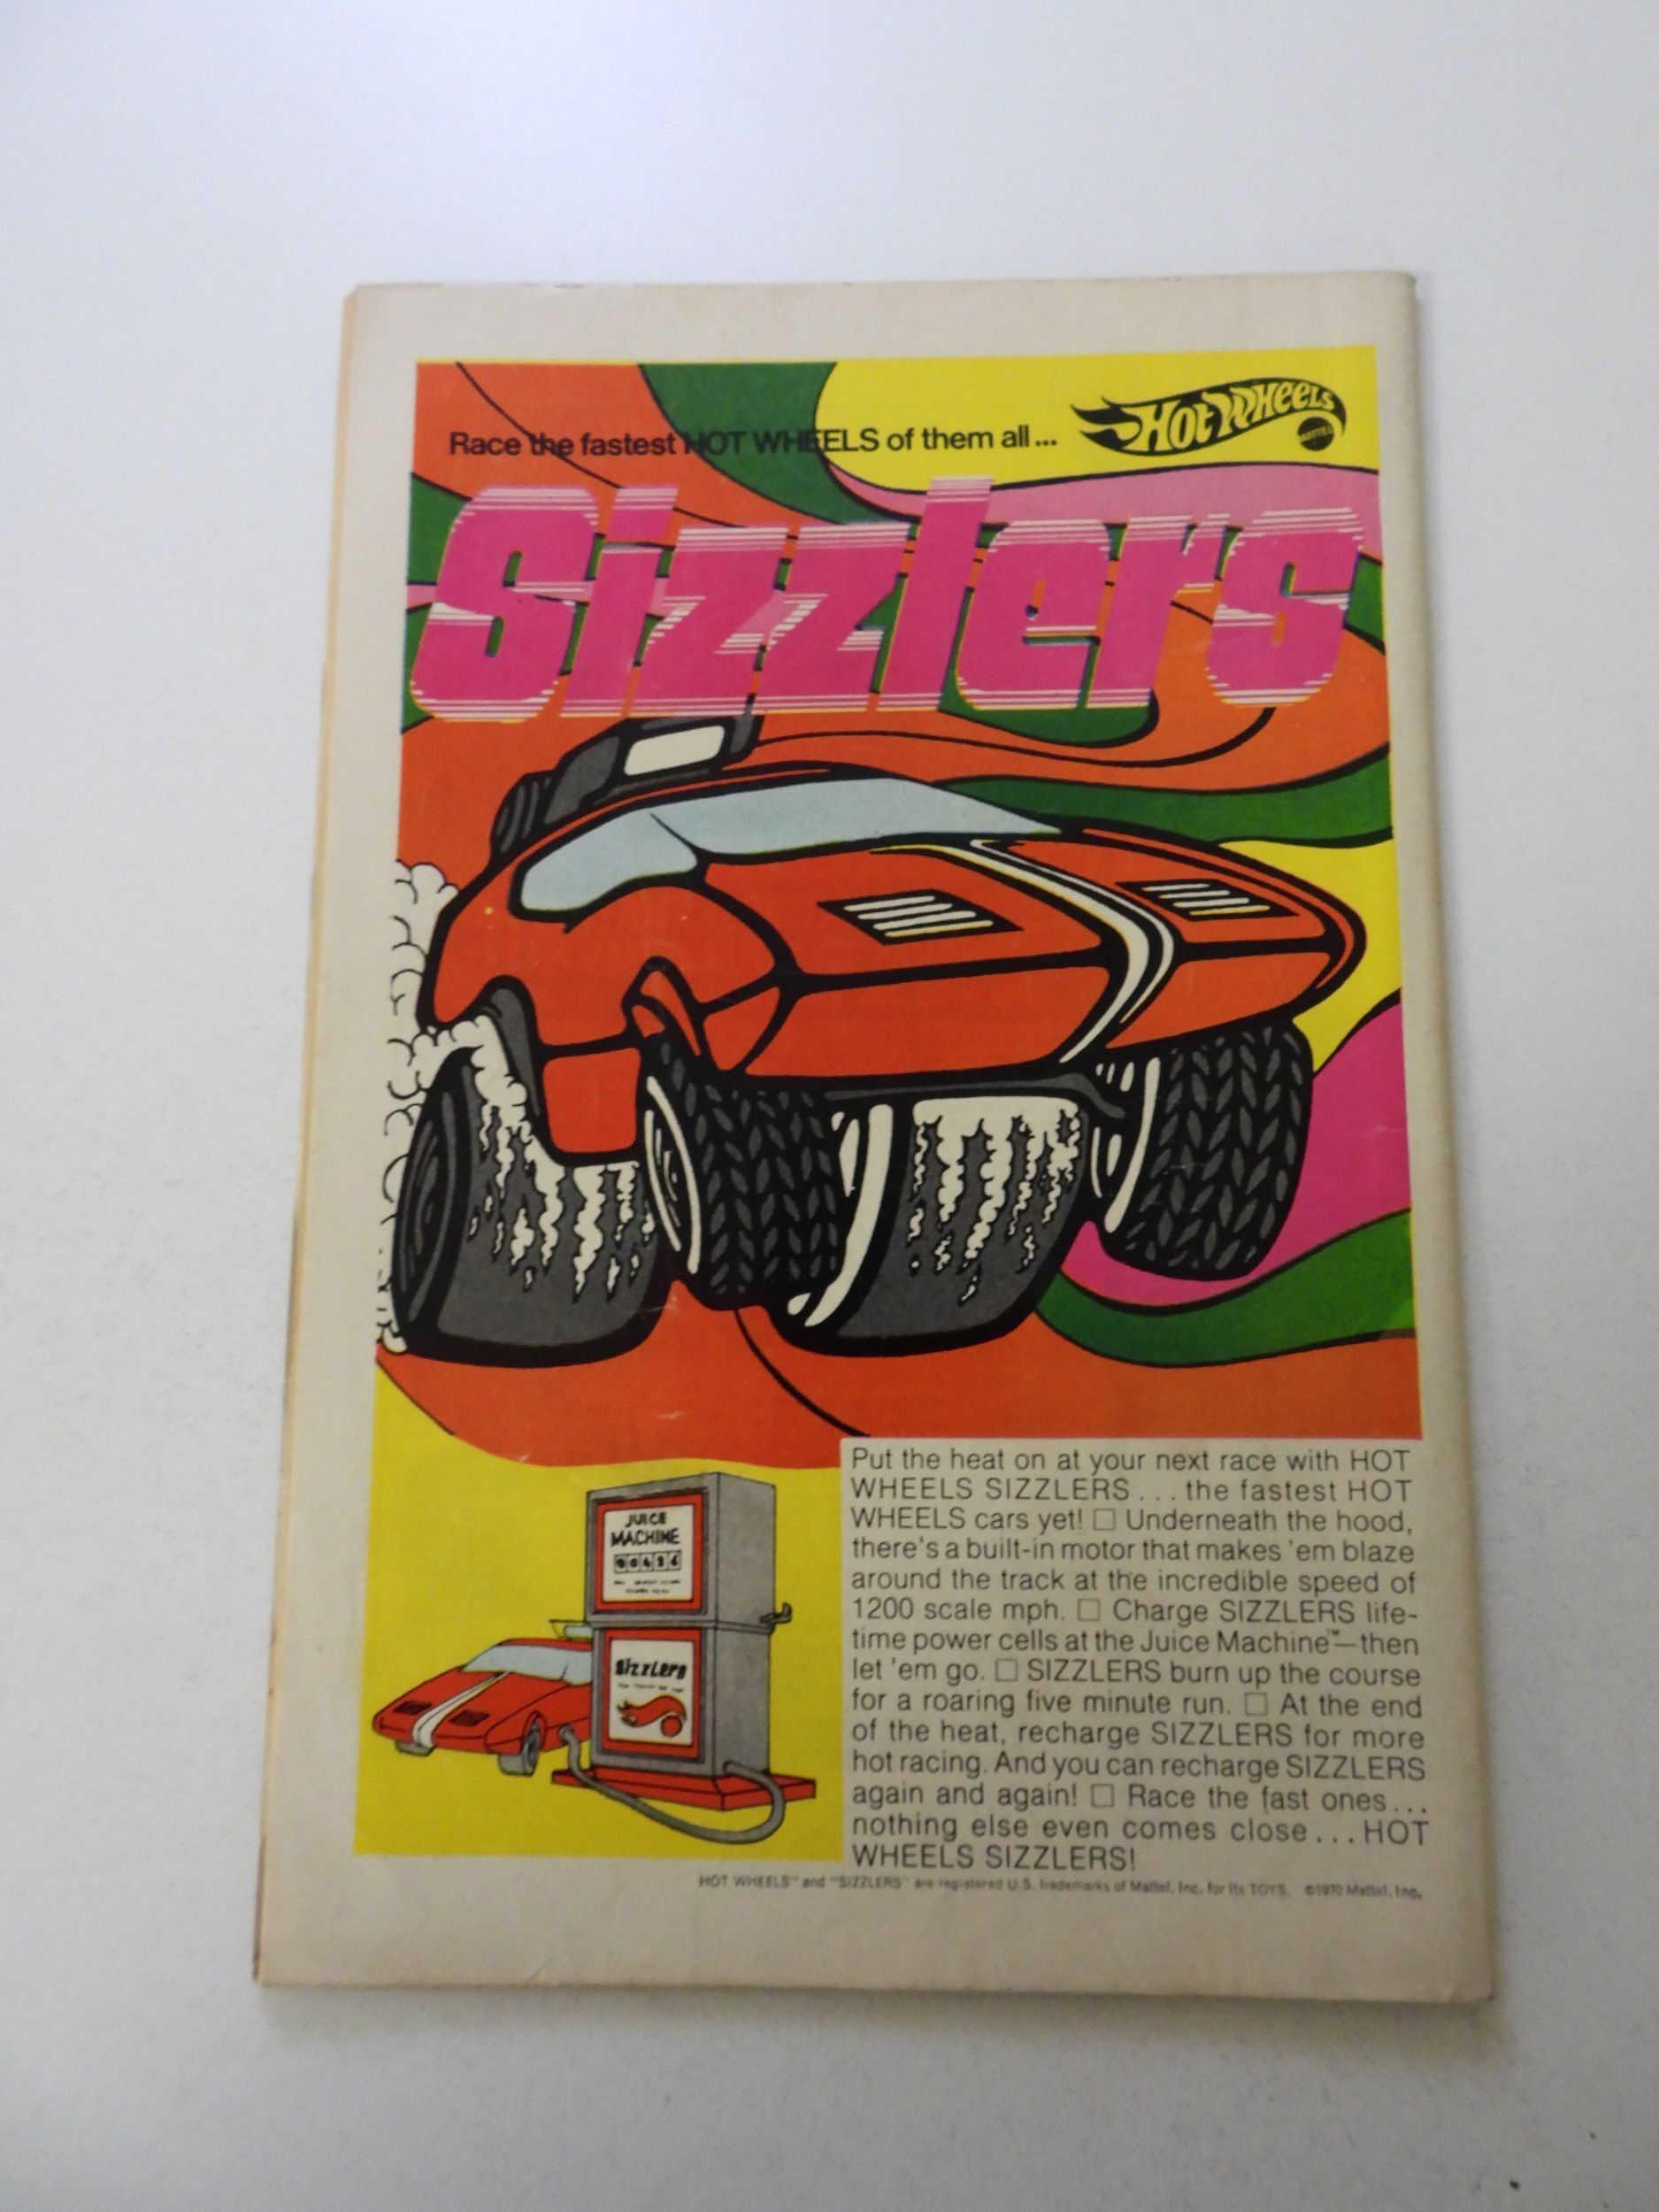 Race the fastest HOT WHEELS of them all...
Hot Wheels
MATTEL
Sizzlers
JUICE
MACHINE
Sizzlers
Put the heat on at your next race with HOT
WHEELS SIZZLERS...the fastest HOT
WHEELS cars yet! □ Underneath the hood,
there's a built-in motor that makes 'em blaze
around the track at the incredible speed of
1200 scale mph. □ Charge SIZZLERS life-
time power cells at the Juice Machine™—then
let 'em go. □ SIZZLERS burn up the course
for a roaring five minute run. □ At the end
of the heat, recharge SIZZLERS for more
hot racing. And you can recharge SIZZLERS
again and again! □ Race the fast ones...
nothing else even comes close...HOT
WHEELS SIZZLERS!
HOT WHEELS" and "SIZZLERS" are registered U.S. trademarks of Mattel, Inc. for its TOYS. ©1970 Mattel, Inc.